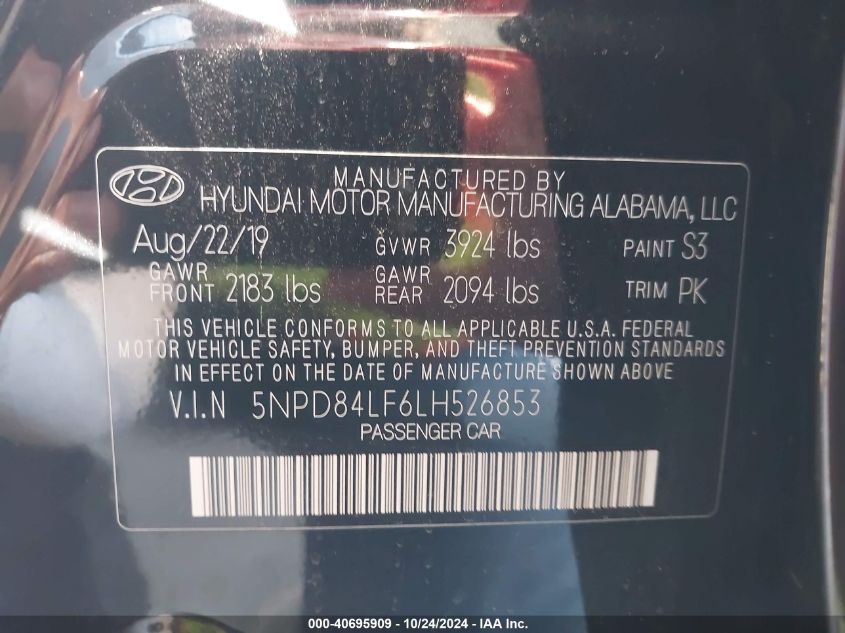 MANUFACTURED BY
HYUNDAI MOTOR MANUFACTURING ALABAMA, LLC
Aug/22/19 GVWR 3924 lbs PAINT S3
GAWR FRONT 2183 lbs GAWR REAR 2094 lbs TRIM PK
THIS VEHICLE CONFORMS TO ALL APPLICABLE U.S.A. FEDERAL
MOTOR VEHICLE SAFETY, BUMPER, AND THEFT PREVENTION STANDARDS
IN EFFECT ON THE DATE OF MANUFACTURE SHOWN ABOVE
V.I.N 5NPD84LF6LH526853
PASSENGER CAR
000-40695909 - 10/24/2024 - IAA Inc.